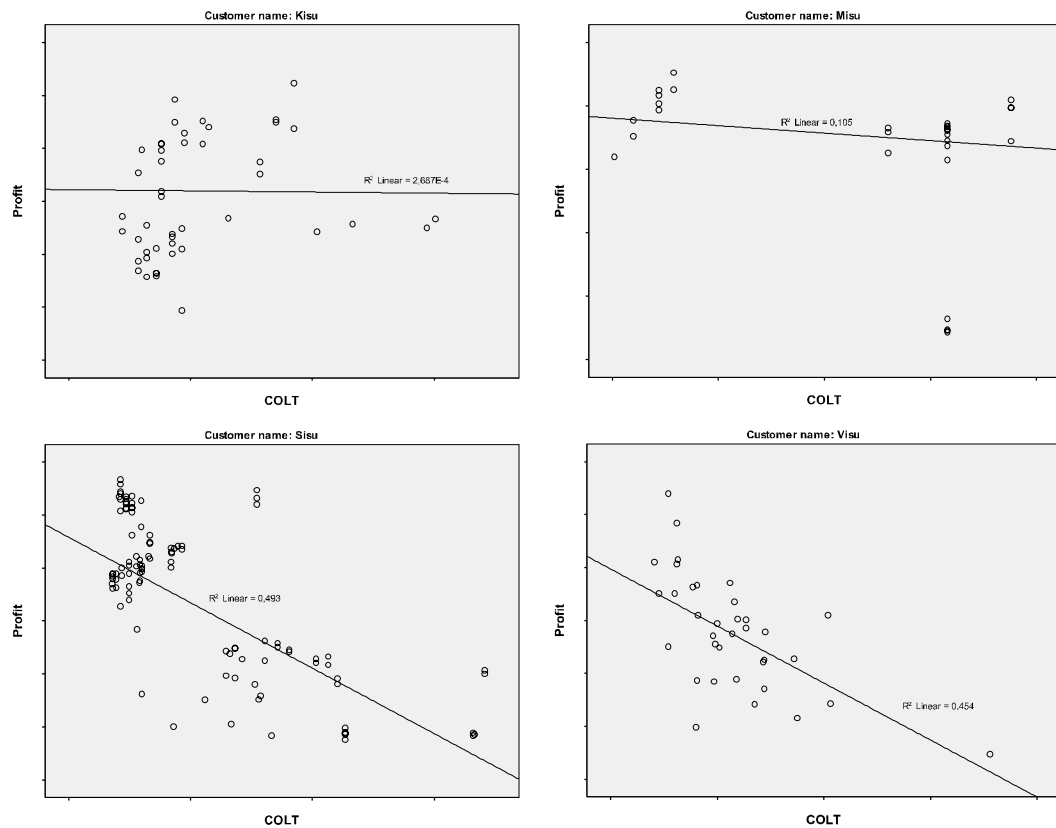 Customer name: Kisu
Profit
R² Linear = 2,687E-4
COLT
Customer name: Misu
Profit
R² Linear = 0,105
COLT
Customer name: Sisu
Profit
R² Linear = 0,493
COLT
Customer name: Visu
Profit
R² Linear = 0,454
COLT